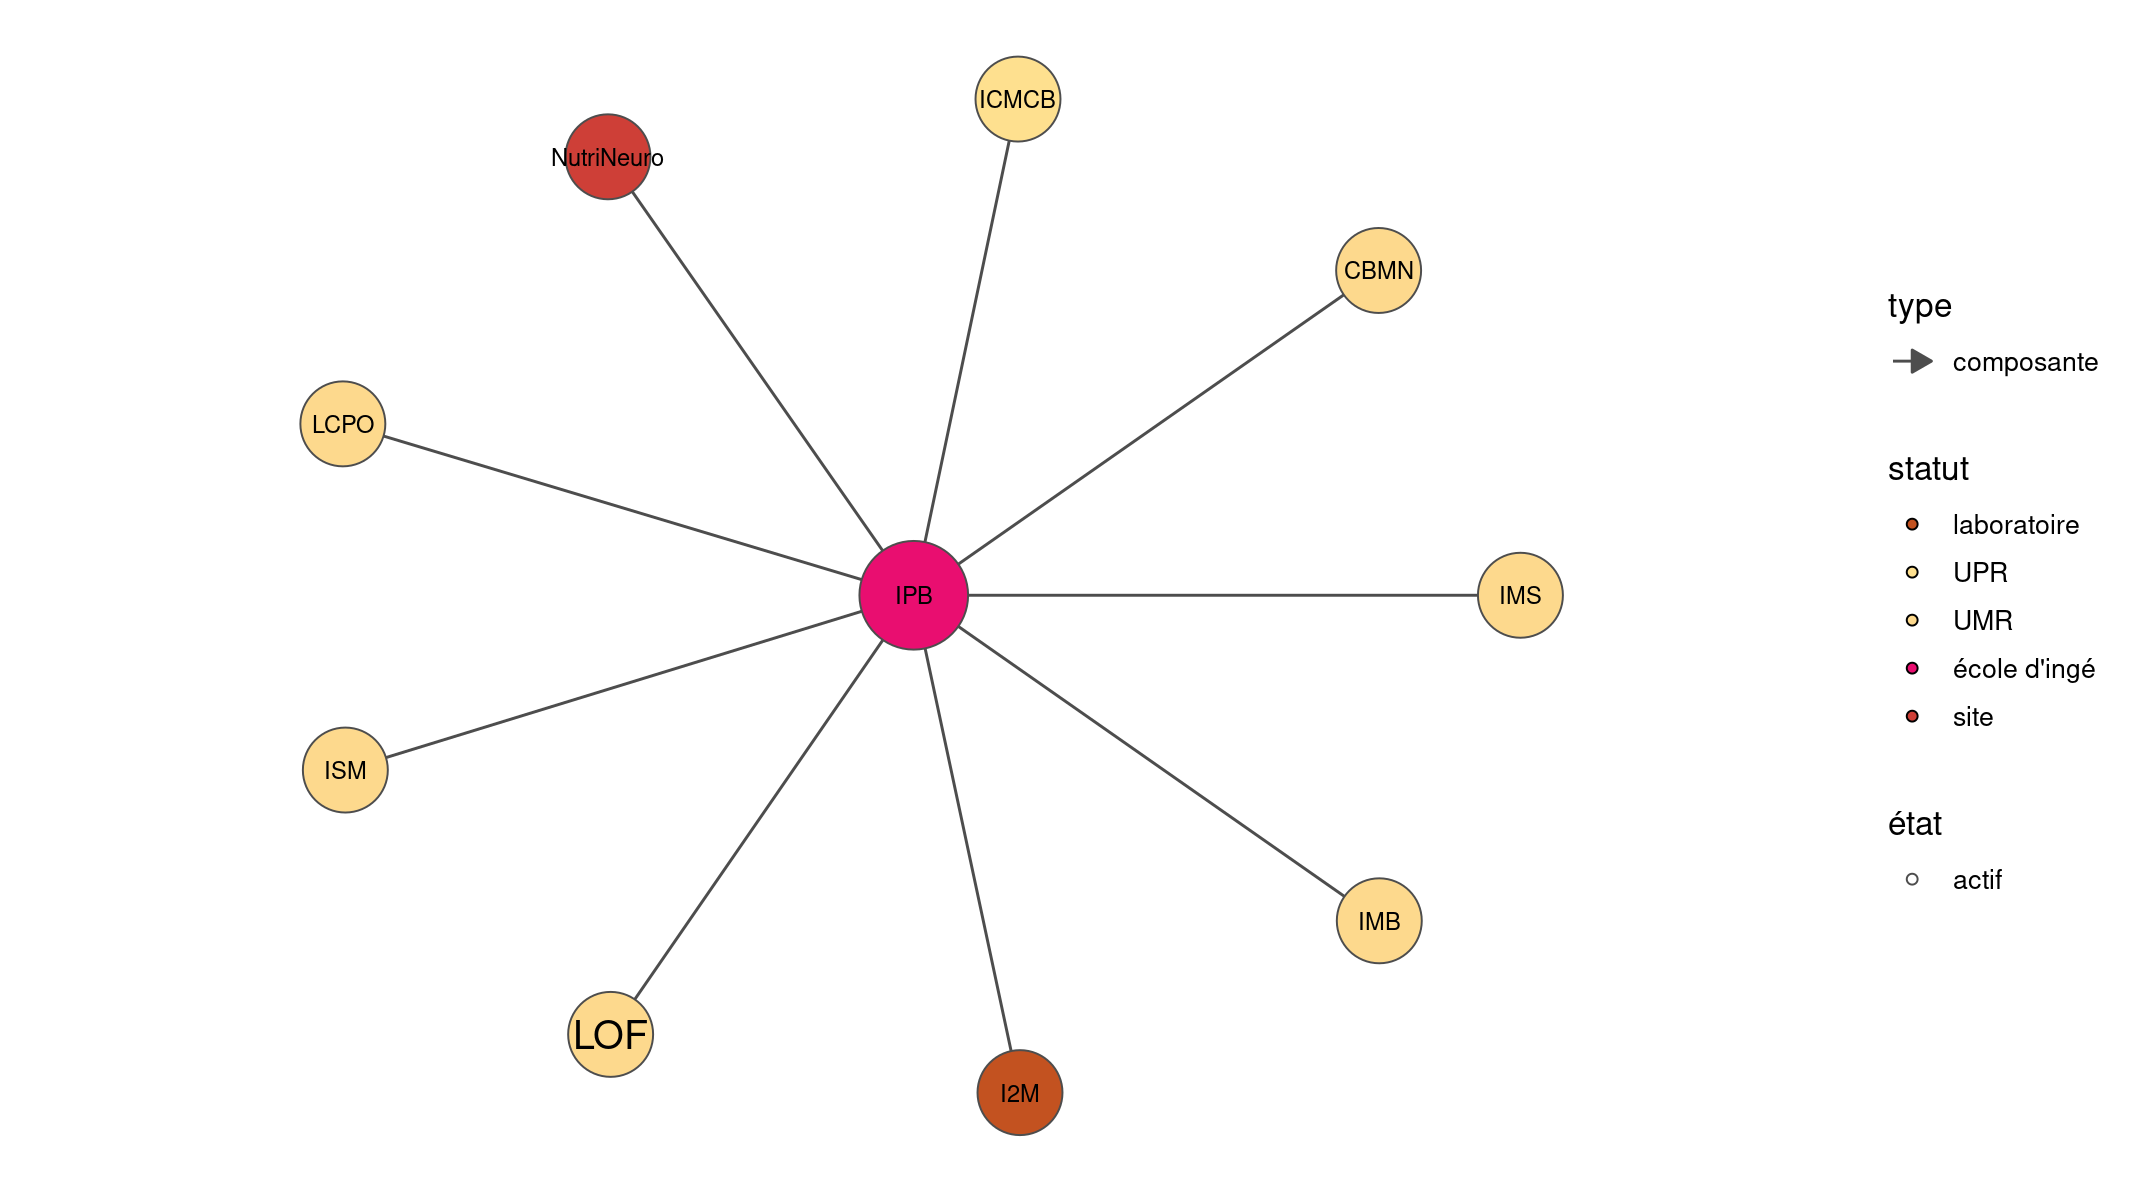 ICMCB
NutriNeuro
CBMN
LCPO
IPB
IMS
ISM
IMB
LOF
I2M
type
composante
statut
laboratoire
UPR
UMR
école d'ingé
site
état
actif